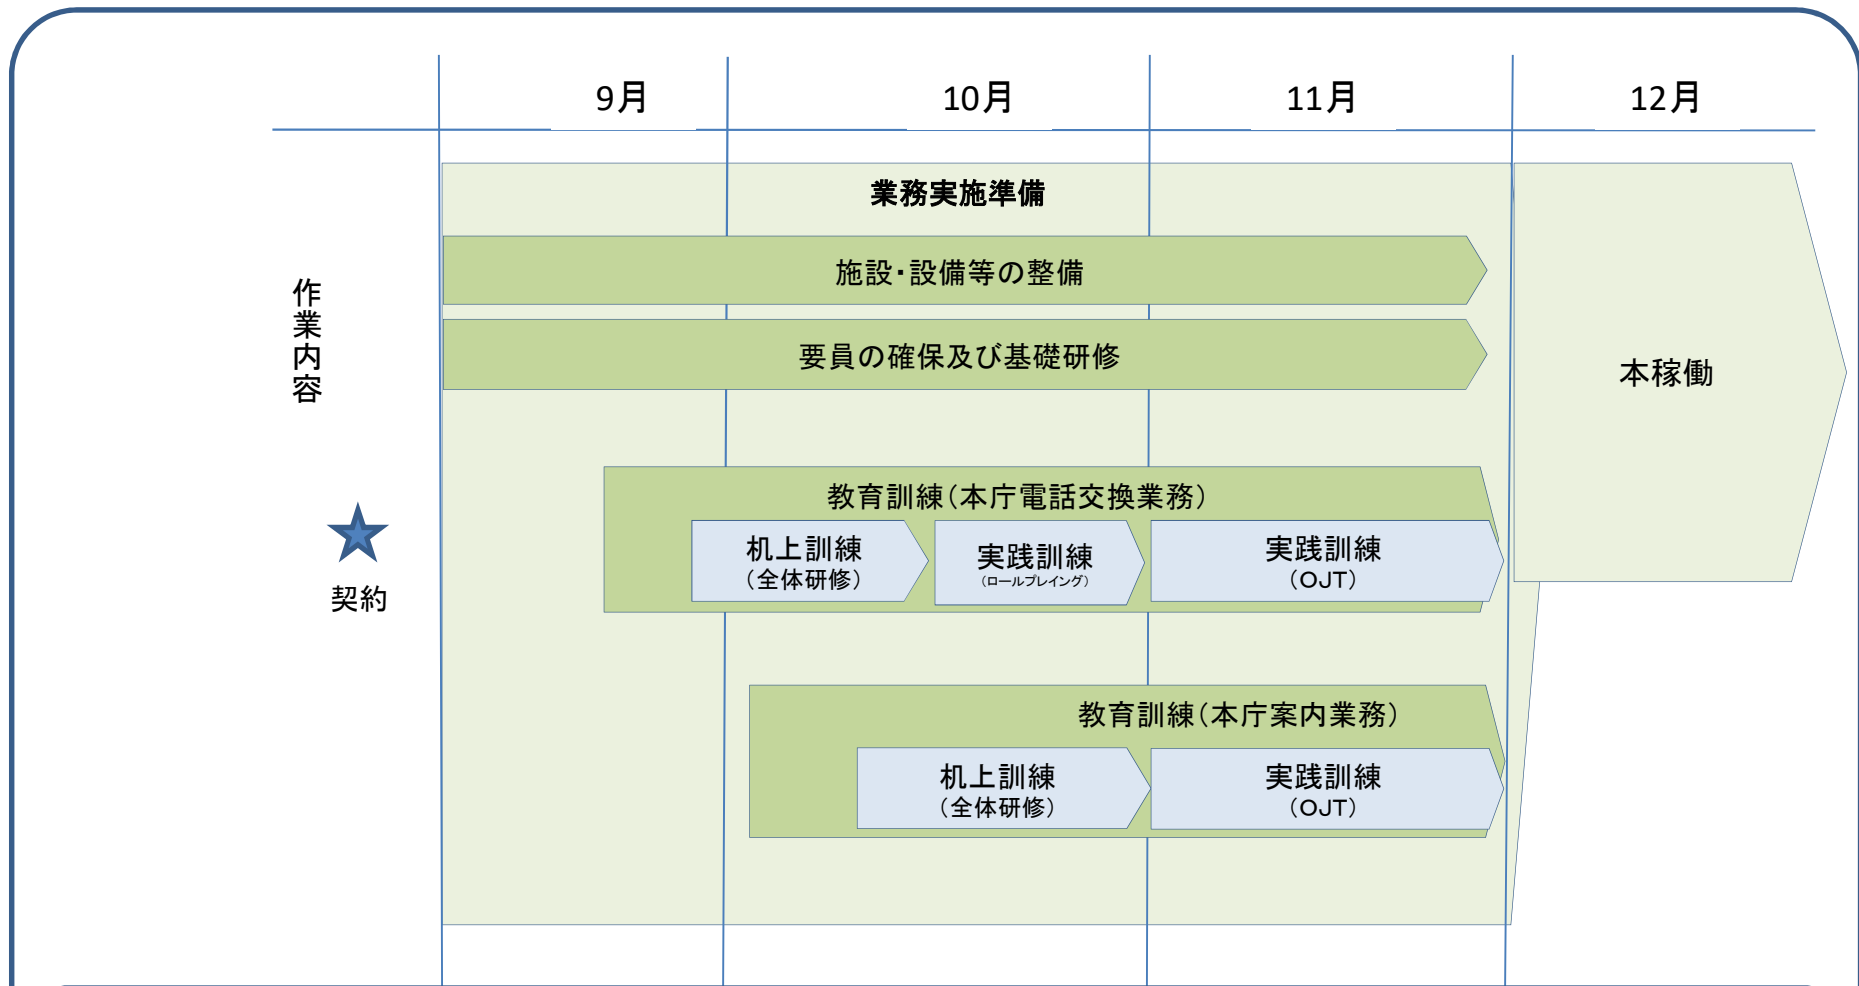 9月
10月
11月
12月
業務実施準備
施設・設備等の整備
作業内容
要員の確保及び基礎研修
本稼働
教育訓練（本庁電話交換業務）
机上訓練
（全体研修）
実践訓練
（ロールプレイング）
実践訓練
（OJT）
契約
教育訓練（本庁案内業務）
机上訓練
（全体研修）
実践訓練
（OJT）